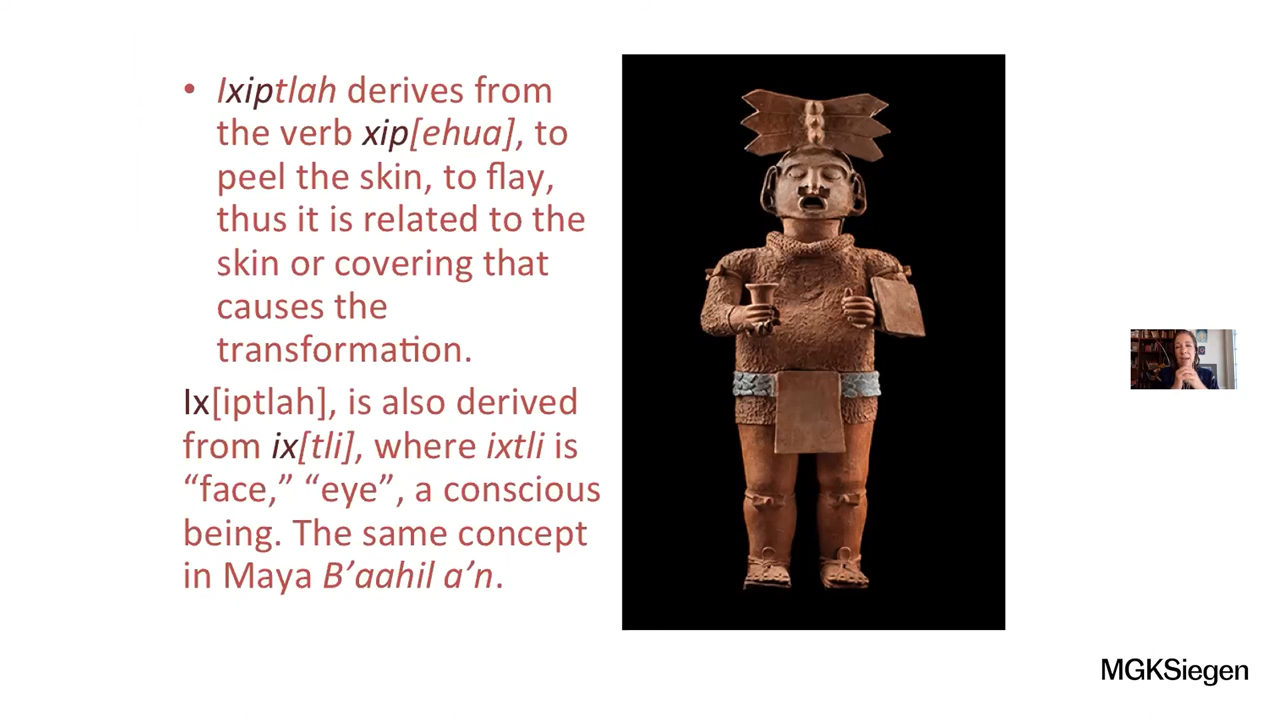 • Ixiptlah derives from
the verb xip[ehua], to
peel the skin, to flay,
thus it is related to the
skin or covering that
causes the
transformation.
Ix[iptlah], is also derived
from ix[tli], where ixtli is
“face,” “eye”, a conscious
being. The same concept
in Maya B’aahil a’n.
MGKSiegen